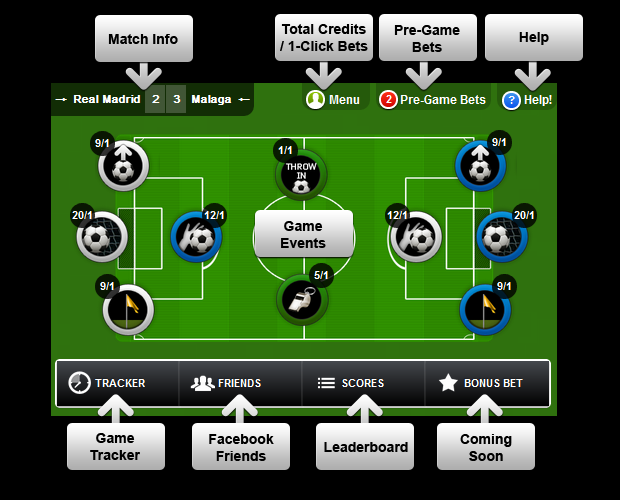 Match Info
Total Credits
/ 1-Click Bets
Pre-Game
Bets
Help
Real Madrid 2 3 Malaga
Menu
2 Pre-Game Bets
? Help!
9/1
1/1
9/1
THROW
IN
20/1
12/1
12/1
20/1
Game
Events
9/1
5/1
9/1
TRACKER
FRIENDS
SCORES
BONUS BET
Game
Tracker
Facebook
Friends
Leaderboard
Coming
Soon